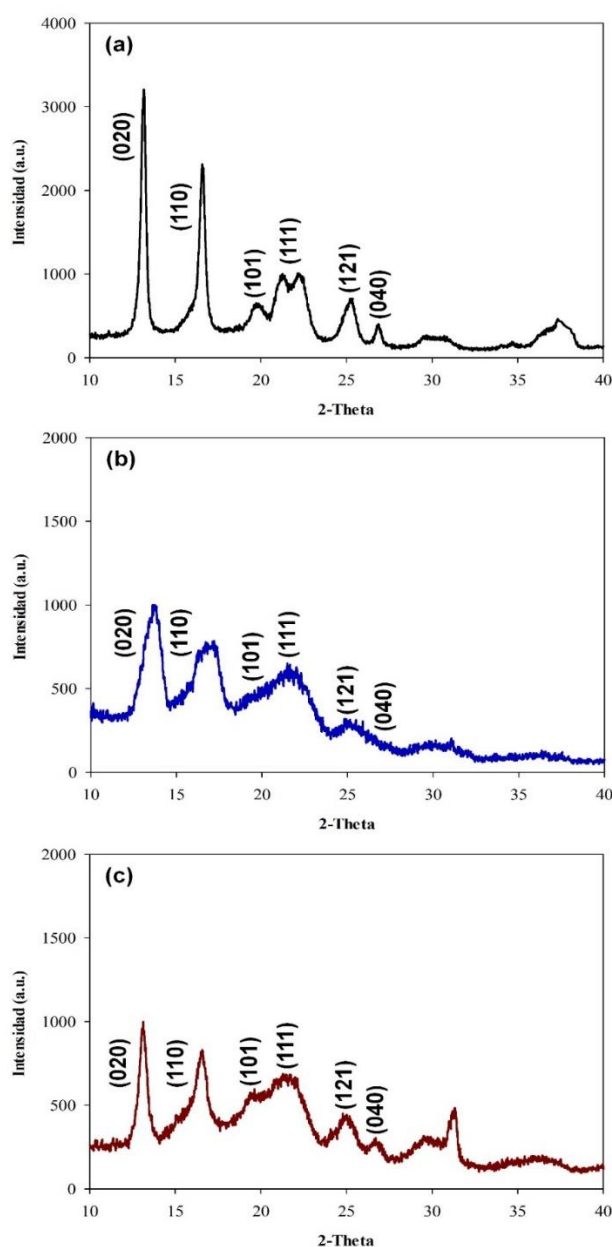 (a)
4000
3000
2000
1000
0
Intensidad (a.u.)
(020)
(110)
(101)
(111)
(121)
(040)
10 15 20 25 30 35 40
2-Theta
(b)
2000
1500
1000
500
0
Intensidad (a.u.)
(020)
(110)
(101)
(111)
(121)
(040)
10 15 20 25 30 35 40
2-Theta
(c)
2000
1500
1000
500
0
Intensidad (a.u.)
(020)
(110)
(101)
(111)
(121)
(040)
10 15 20 25 30 35 40
2-Theta